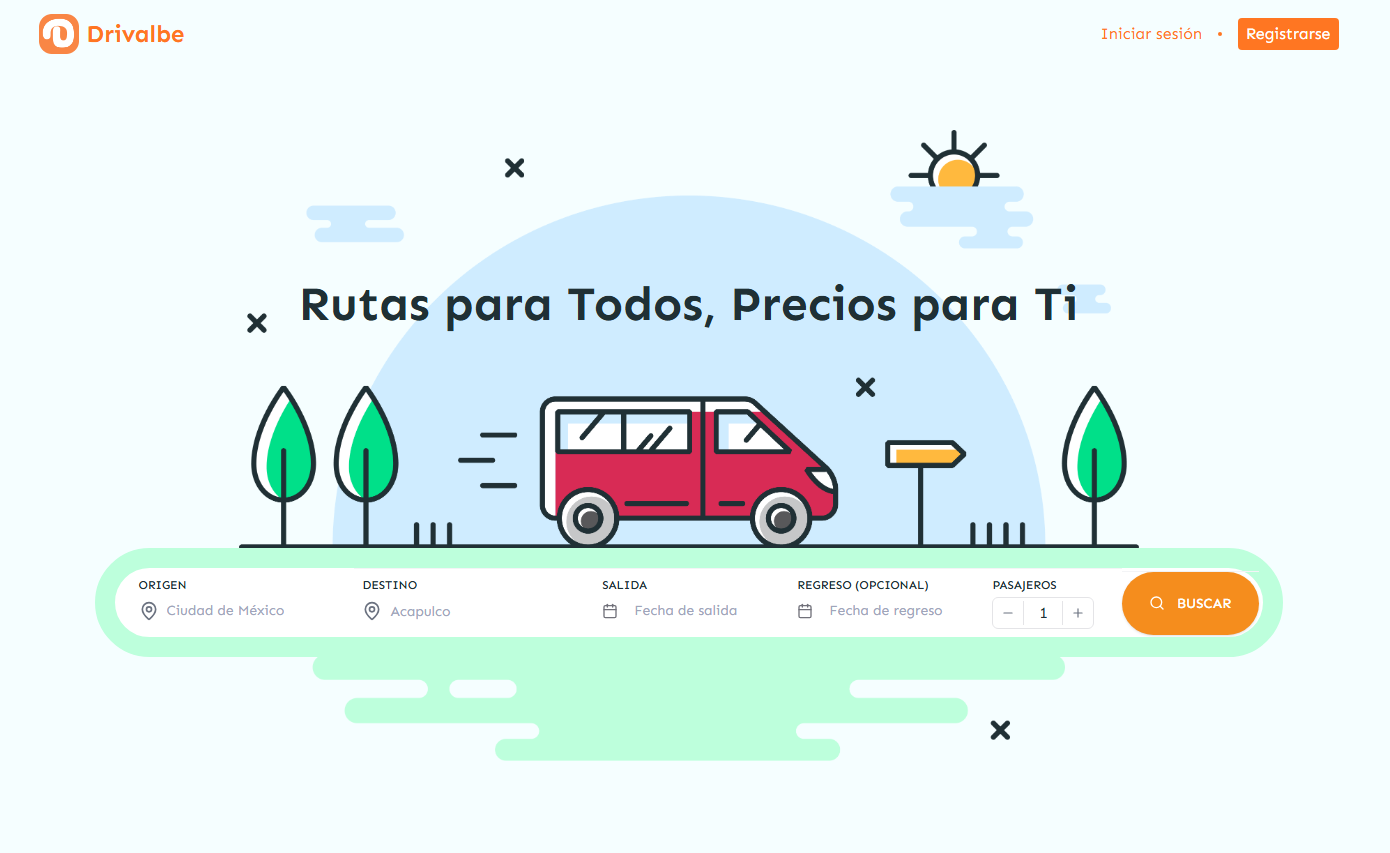 Drivalbe
Iniciar sesión • Registrarse
Rutas para Todos, Precios para Ti
ORIGEN
Ciudad de México
DESTINO
Acapulco
SALIDA
Fecha de salida
REGRESO (OPCIONAL)
Fecha de regreso
PASAJEROS
− 1 +
BUSCAR